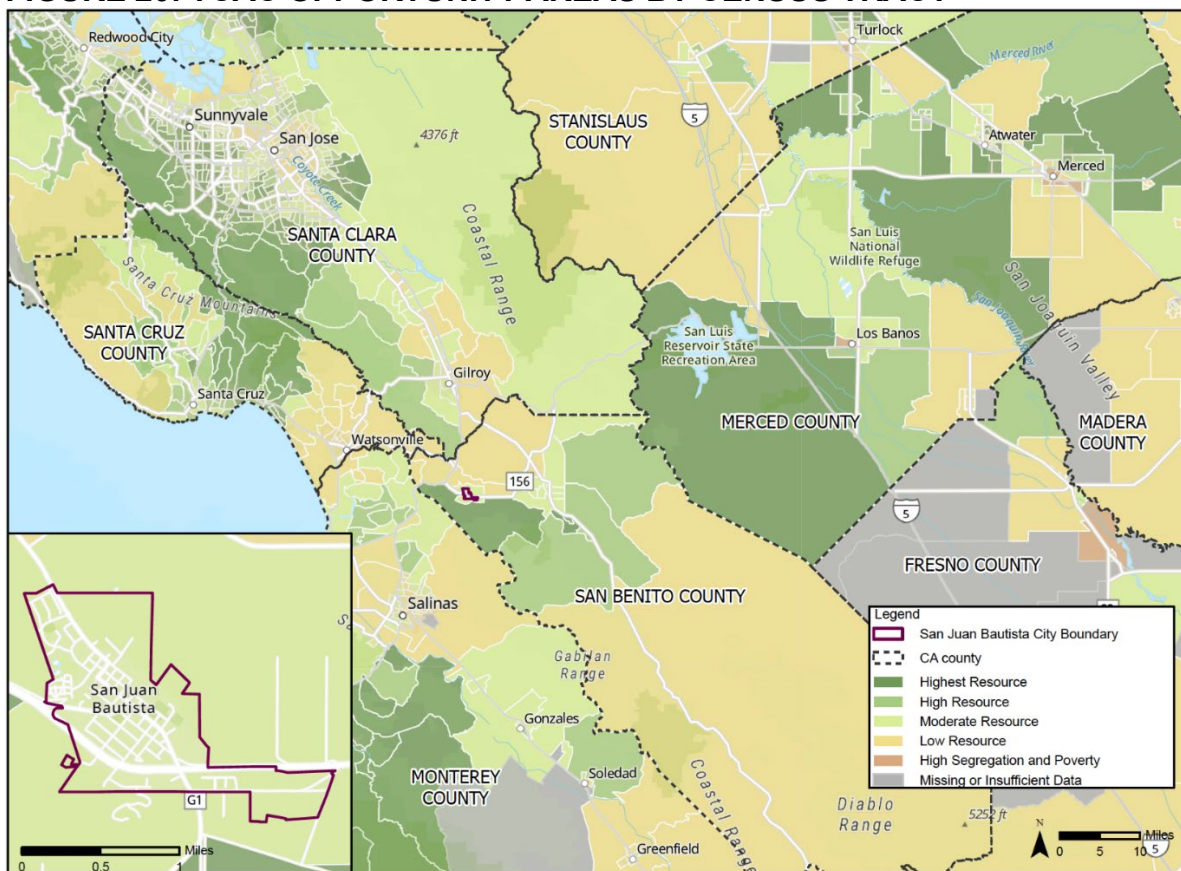 Redwood City
Turlock
Merced River
Sunnyvale
San Jose
4376 ft
STANISLAUS
COUNTY
5
Atwater
Merced
Coyote Creek
SANTA CLARA
COUNTY
Coastal Range
San Luis
National
Wildlife Refuge
San Joaquin Valley
San Joaquin River
Santa Cruz Mountains
SANTA CRUZ
COUNTY
San Luis
Reservoir State
Recreation Area
Los Banos
Santa Cruz
Gilroy
MERCED COUNTY
MADERA
COUNTY
Watsonville
156
5
FRESNO COUNTY
SAN BENITO COUNTY
Salinas
Gabilan
Range
Gonzales
MONTEREY
COUNTY
Soledad
Coastal Range
Diablo
Range
5252 ft
Greenfield
5
San Juan
Bautista
G1
Miles
0 0.5 1
Legend
San Juan Bautista City Boundary
CA county
Highest Resource
High Resource
Moderate Resource
Low Resource
High Segregation and Poverty
Missing or Insufficient Data
N
Miles
0 5 10